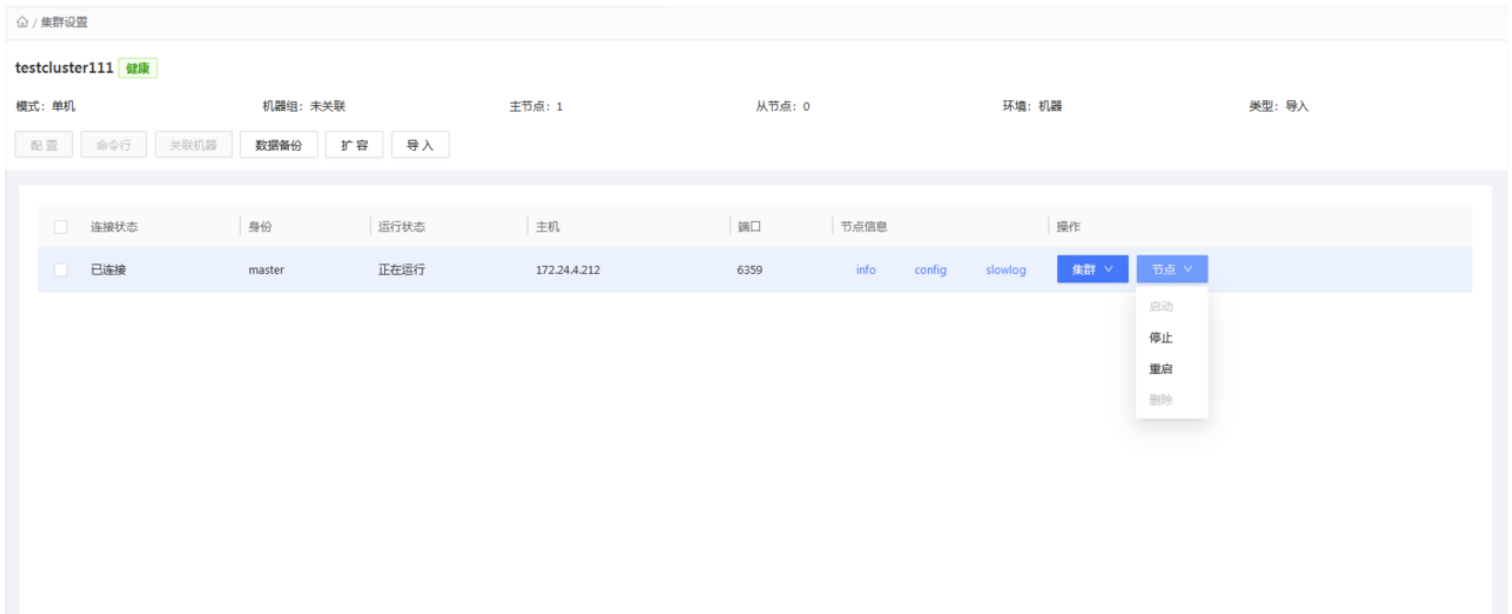 / 集群设置
testcluster111 健康
模式：单机 机器组：未关联 主节点：1 从节点：0 环境：机器 类型：导入
配 置 命令行 关联机器 数据备份 扩 容 导 入
连接状态 身份 运行状态 主机 端口 节点信息 操作
已连接 master 正在运行 172.24.4.212 6359 info config slowlog 集群 节点
启动
停止
重启
删除